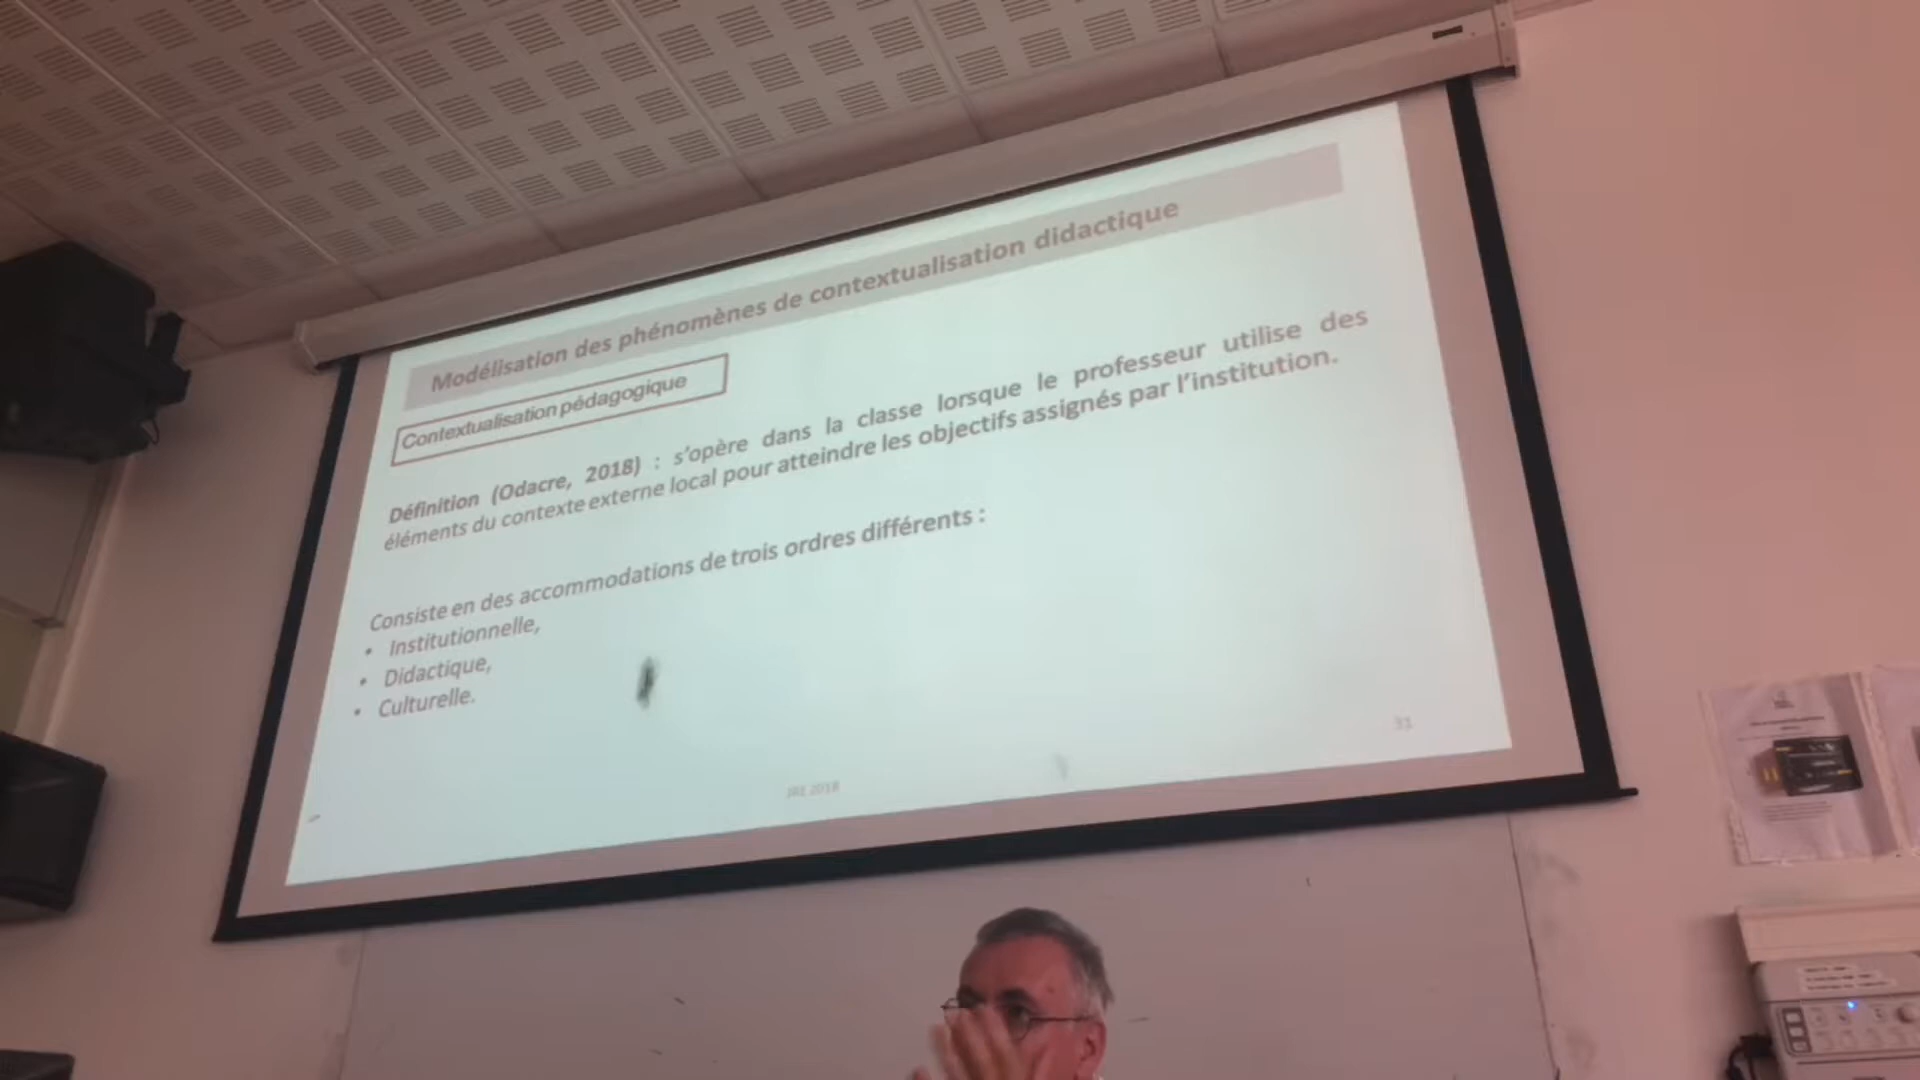 Modélisation des phénomènes de contextualisation didactique
Contextualisation pédagogique
Définition (Odacre, 2018) : s’opère dans la classe lorsque le professeur utilise des
éléments du contexte externe local pour atteindre les objectifs assignés par l’institution.
Consiste en des accommodations de trois ordres différents :
• Institutionnelle,
• Didactique,
• Culturelle.
JRE 2018
31